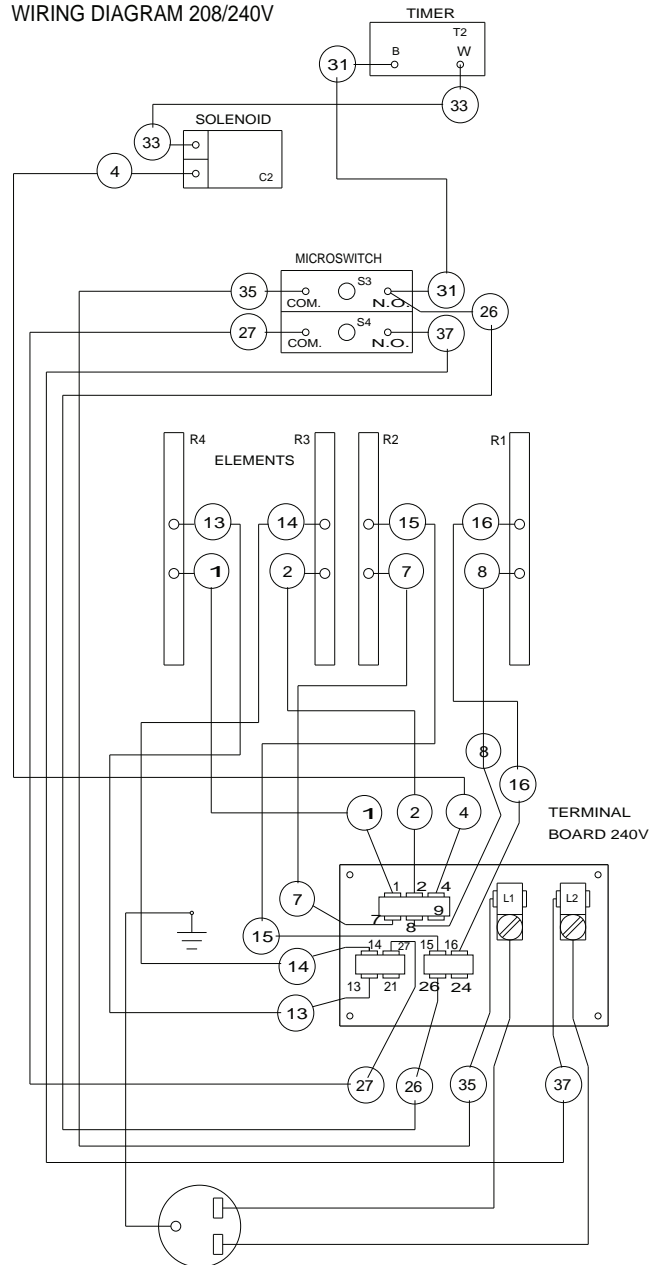 WIRING DIAGRAM 208/240V
TIMER
T2
B W
31
33
33
SOLENOID
4
C2
MICROSWITCH
35 COM. S3 N.O. 31
26
27 COM. S4 N.O. 37
R4 R3 R2 R1
ELEMENTS
13 14 15 16
1 2 7 8
8
16
1 2 4
TERMINAL
BOARD 240V
1 2 4
L1 L2
7
7 8 9
15
14 27 15 16
14
13 21 26 24
13
27 26 35 37